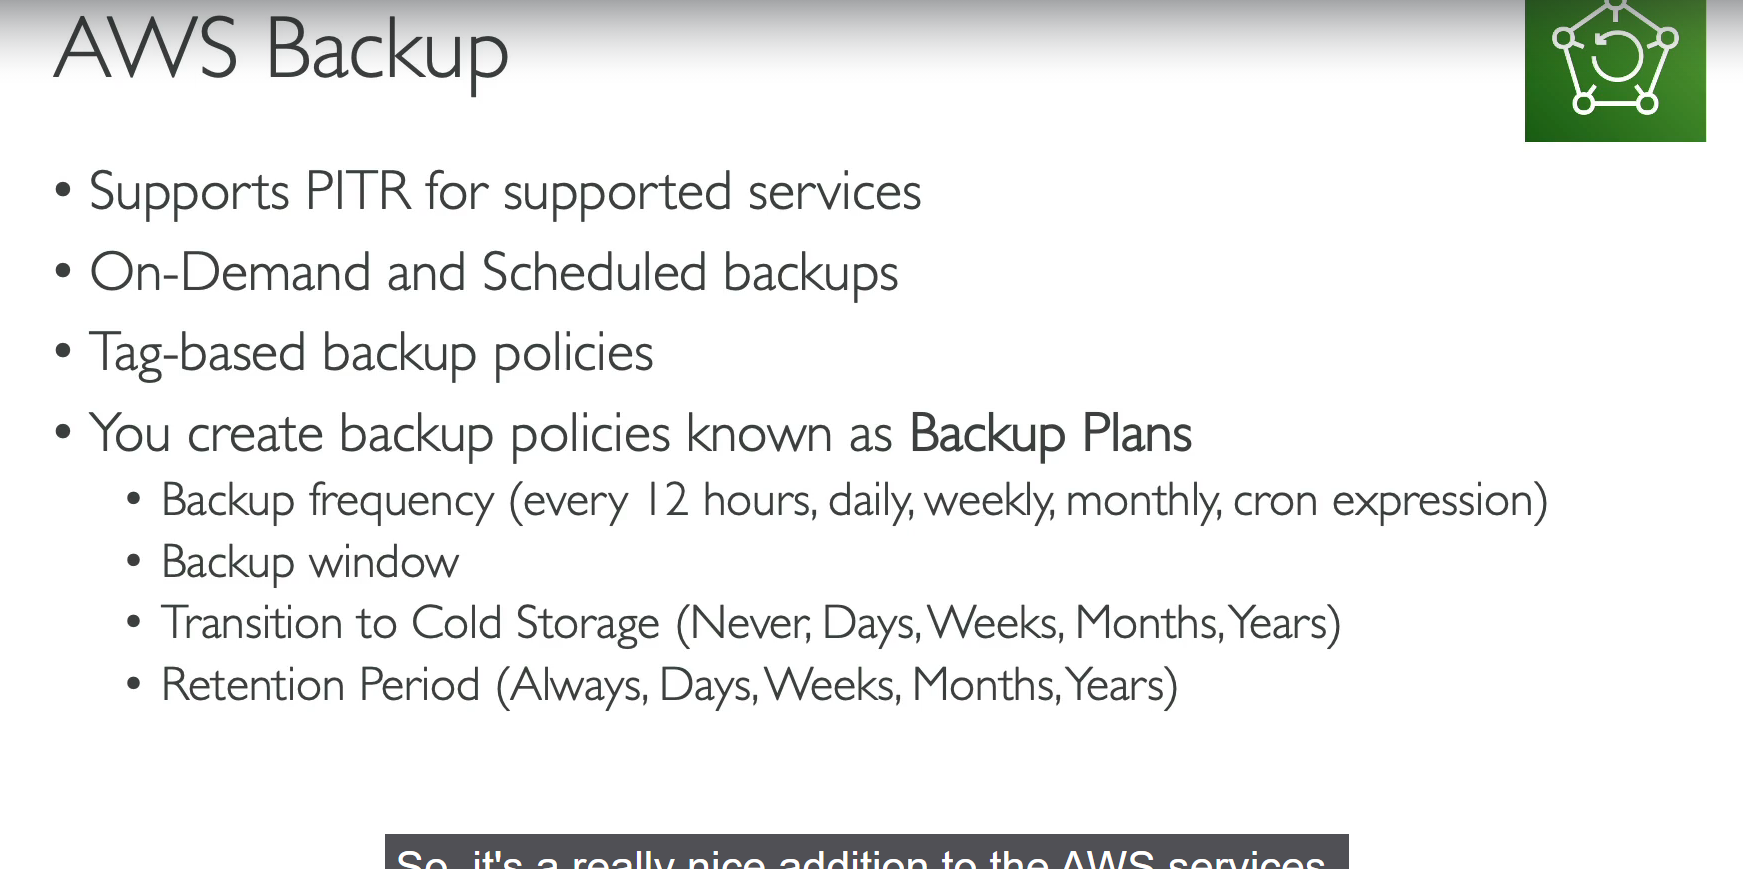 AWS Backup
• Supports PITR for supported services
• On-Demand and Scheduled backups
• Tag-based backup policies
• You create backup policies known as Backup Plans
• Backup frequency (every 12 hours, daily, weekly, monthly, cron expression)
• Backup window
• Transition to Cold Storage (Never, Days, Weeks, Months, Years)
• Retention Period (Always, Days, Weeks, Months, Years)
So, it's a really nice addition to the AWS services.